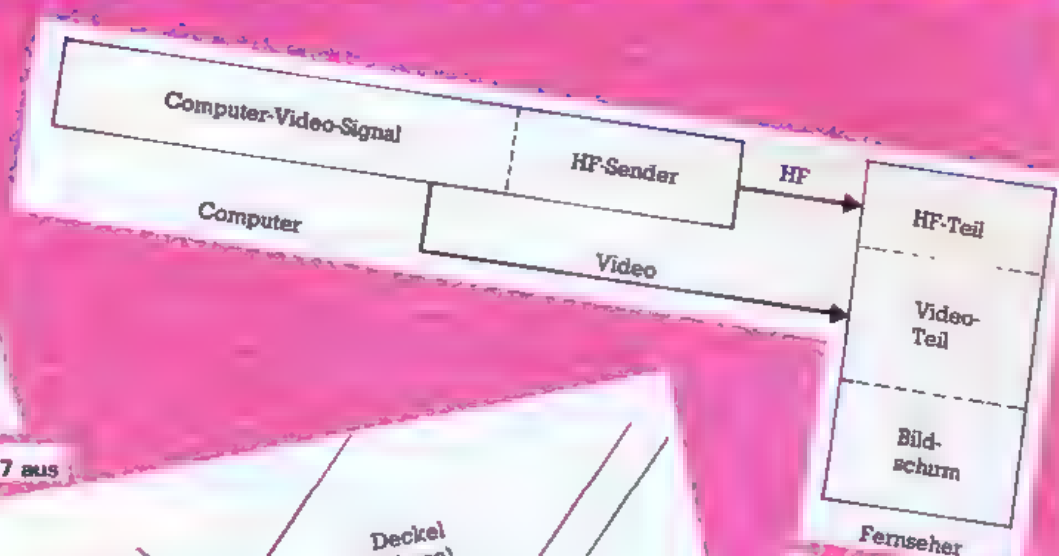 Computer-Video-Signal
HF-Sender
HF
Computer
Video
HF-Teil
Video-
Teil
Bild-
schirm
Fernseher
7 aus
Deckel